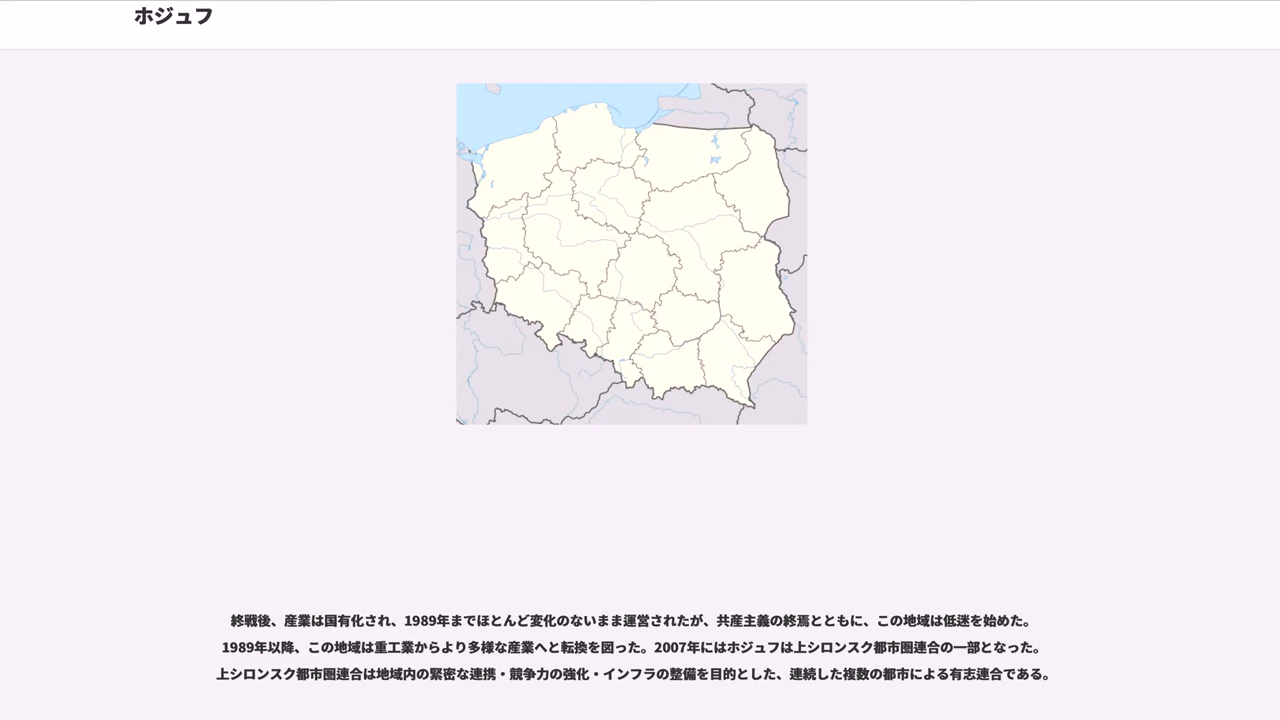 ホジュフ
終戦後、産業は国有化され、1989年までほとんど変化のないまま運営されたが、共産主義の終焉とともに、この地域は低迷を始めた。
1989年以降、この地域は重工業からより多様な産業へと転換を図った。2007年にはホジュフは上シロンスク都市圏連合の一部となった。
上シロンスク都市圏連合は地域内の緊密な連携・競争力の強化・インフラの整備を目的とした、連続した複数の都市による有志連合である。